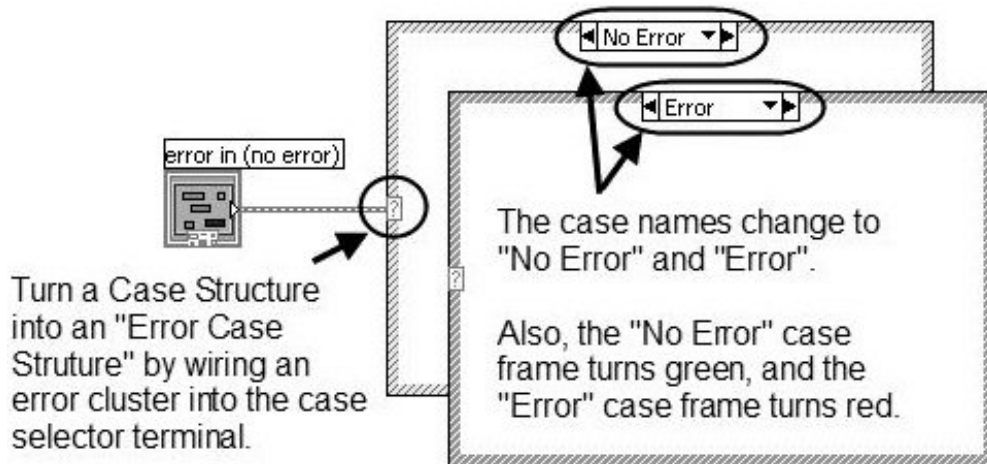 No Error
Error
error in (no error)
?
?
The case names change to
"No Error" and "Error".
Also, the "No Error" case
frame turns green, and the
"Error" case frame turns red.
Turn a Case Structure
into an "Error Case
Struture" by wiring an
error cluster into the case
selector terminal.